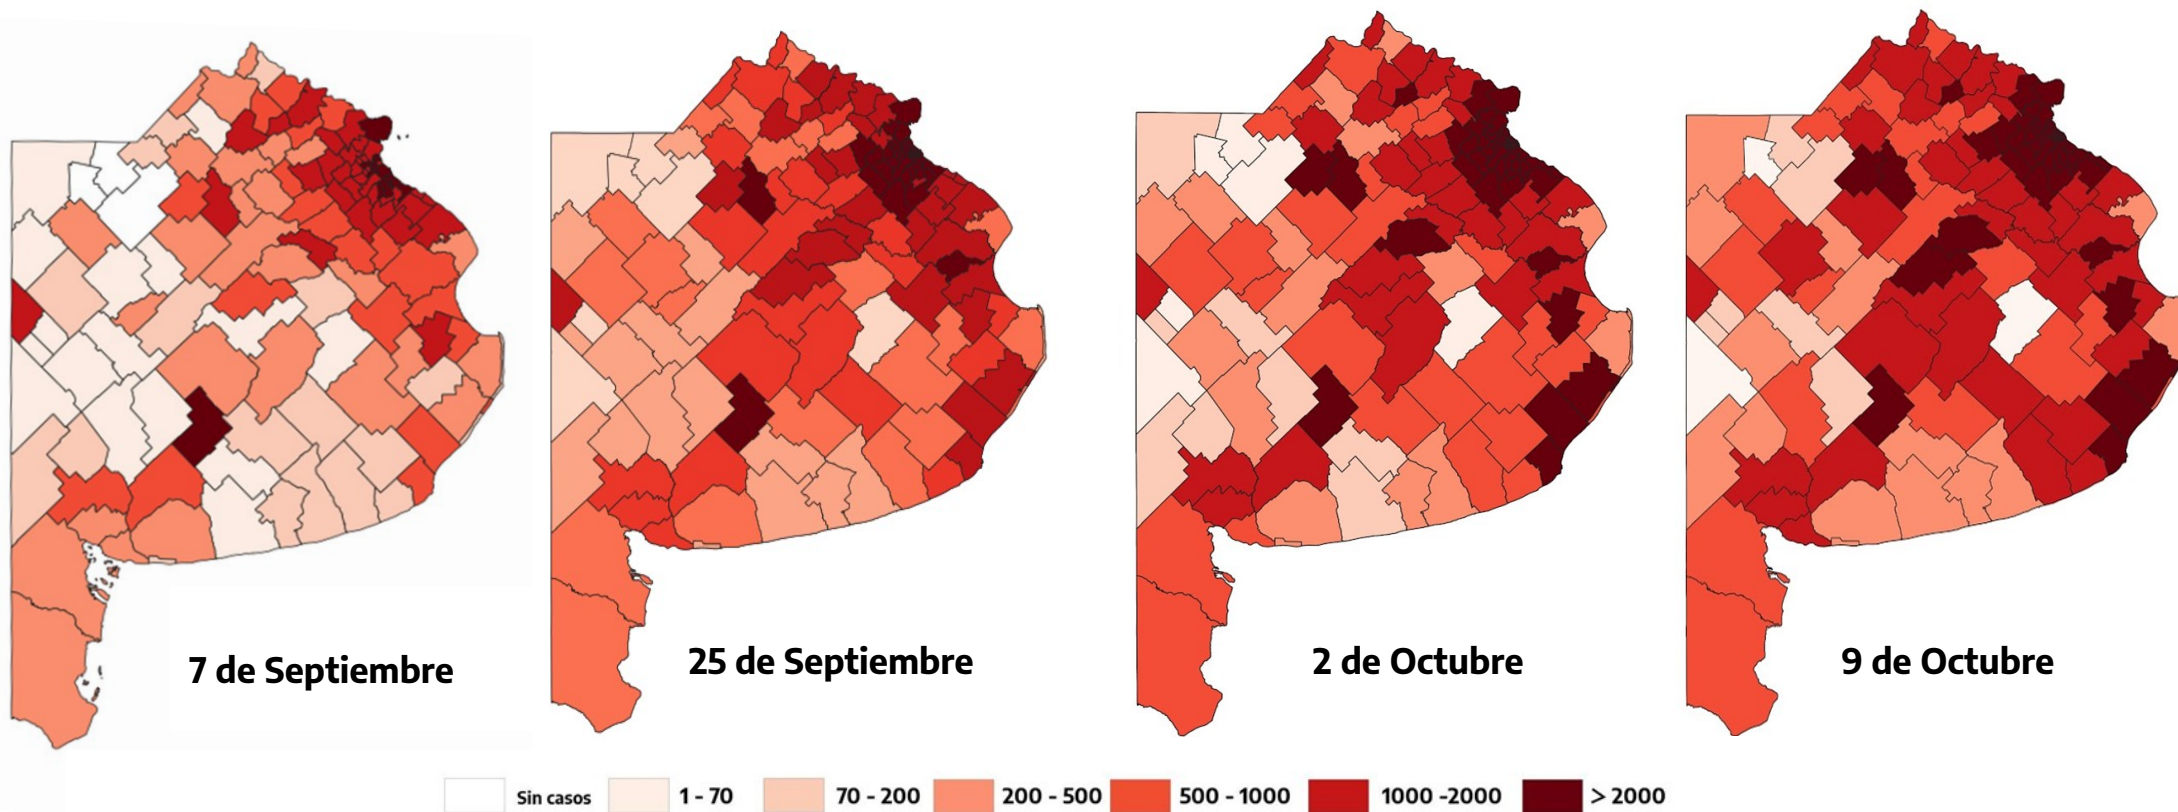 7 de Septiembre
25 de Septiembre
2 de Octubre
9 de Octubre
Sin casos
1 - 70
70 - 200
200 - 500
500 - 1000
1000 -2000
> 2000